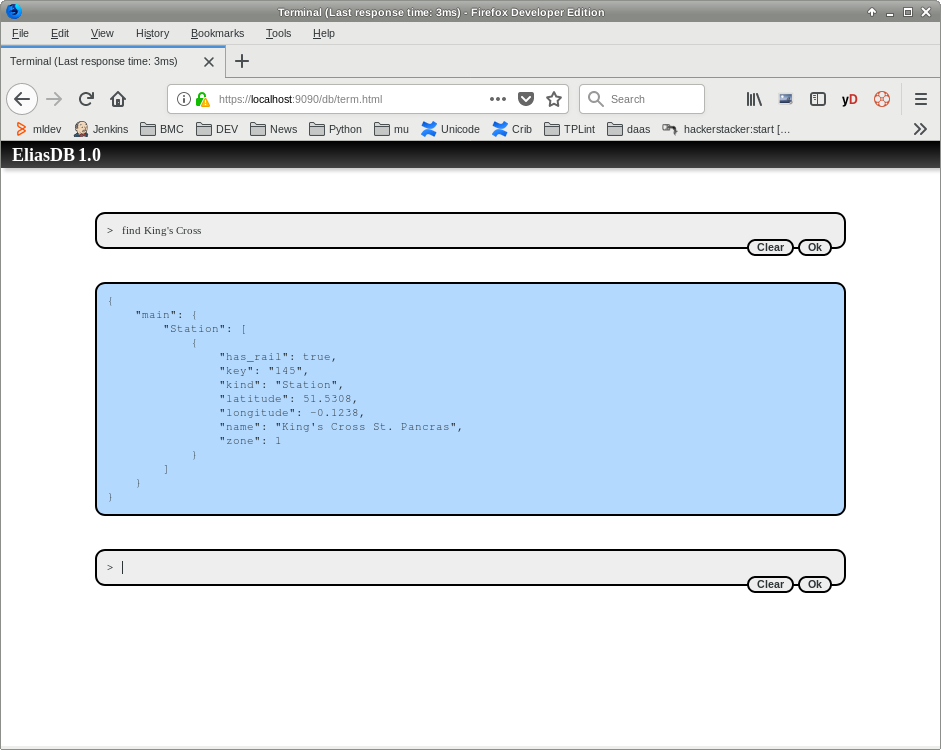 Terminal (Last response time: 3ms) - Firefox Developer Edition
File Edit View History Bookmarks Tools Help
Terminal (Last response time: 3ms)
https://localhost:9090/db/term.html Search yD
mldev Jenkins BMC DEV News Python mu Unicode Crib TPLint daas hackerstacker:start [...
EliasDB 1.0
> find King's Cross
Clear Ok
{
    "main": {
        "Station": [
            {
                "has_rail": true,
                "key": "145",
                "kind": "Station",
                "latitude": 51.5308,
                "longitude": -0.1238,
                "name": "King's Cross St. Pancras",
                "zone": 1
            }
        ]
    }
}
>
Clear Ok